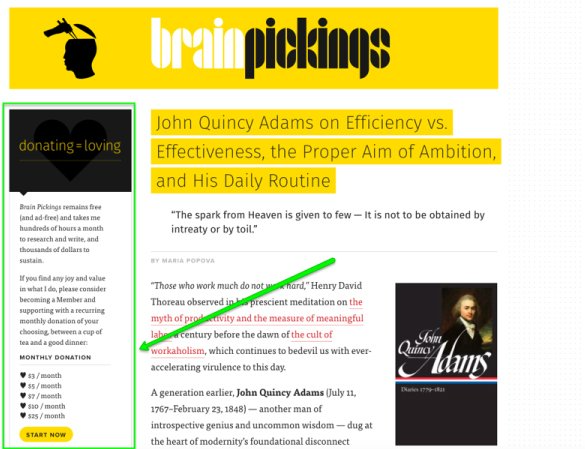 brainpickings
donating = loving
Brain Pickings remains free
(and ad-free) and takes me
hundreds of hours a month
to research and write, and
thousands of dollars to
sustain.
If you find any joy and value
in what I do, please consider
becoming a Member and
supporting with a recurring
monthly donation of your
choosing, between a cup of
tea and a good dinner:
MONTHLY DONATION
♥ $3 / month
♥ $5 / month
♥ $7 / month
♥ $10 / month
♥ $25 / month
START NOW
John Quincy Adams on Efficiency vs.
Effectiveness, the Proper Aim of Ambition,
and His Daily Routine
“The spark from Heaven is given to few — It is not to be obtained by
intreaty or by toil.”
BY MARIA POPOVA
“Those who work much do not work hard,” Henry David
Thoreau observed in his prescient meditation on the
myth of productivity and the measure of meaningful
labor a century before the dawn of the cult of
workaholism, which continues to bedevil us with ever-
accelerating virulence to this day.
A generation earlier, John Quincy Adams (July 11,
1767–February 23, 1848) — another man of
introspective genius and uncommon wisdom — dug at
the heart of modernity’s foundational disconnect
John
Quincy
Adams
Diaries 1779–1821